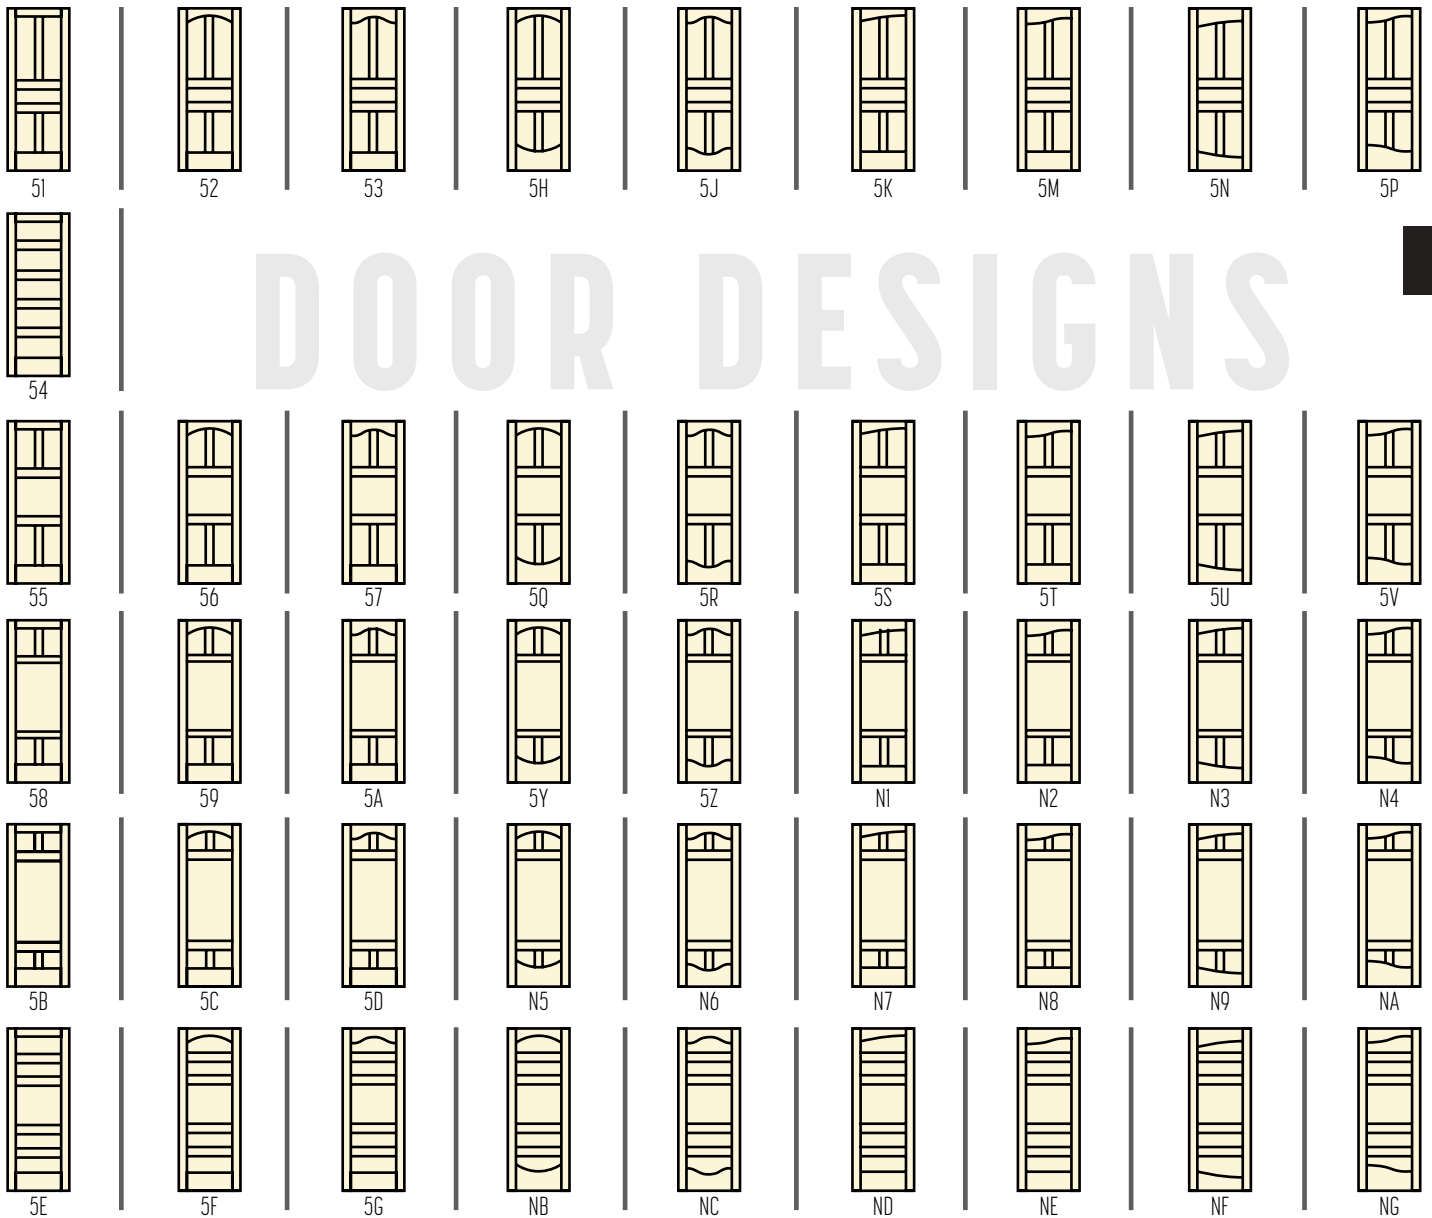 51 52 53 5H 5J 5K 5M 5N 5P
DOOR DESIGNS
54
55 56 57 5Q 5R 5S 5T 5U 5V
58 59 5A 5Y 5Z N1 N2 N3 N4
5B 5C 5D N5 N6 N7 N8 N9 NA
5E 5F 5G NB NC ND NE NF NG